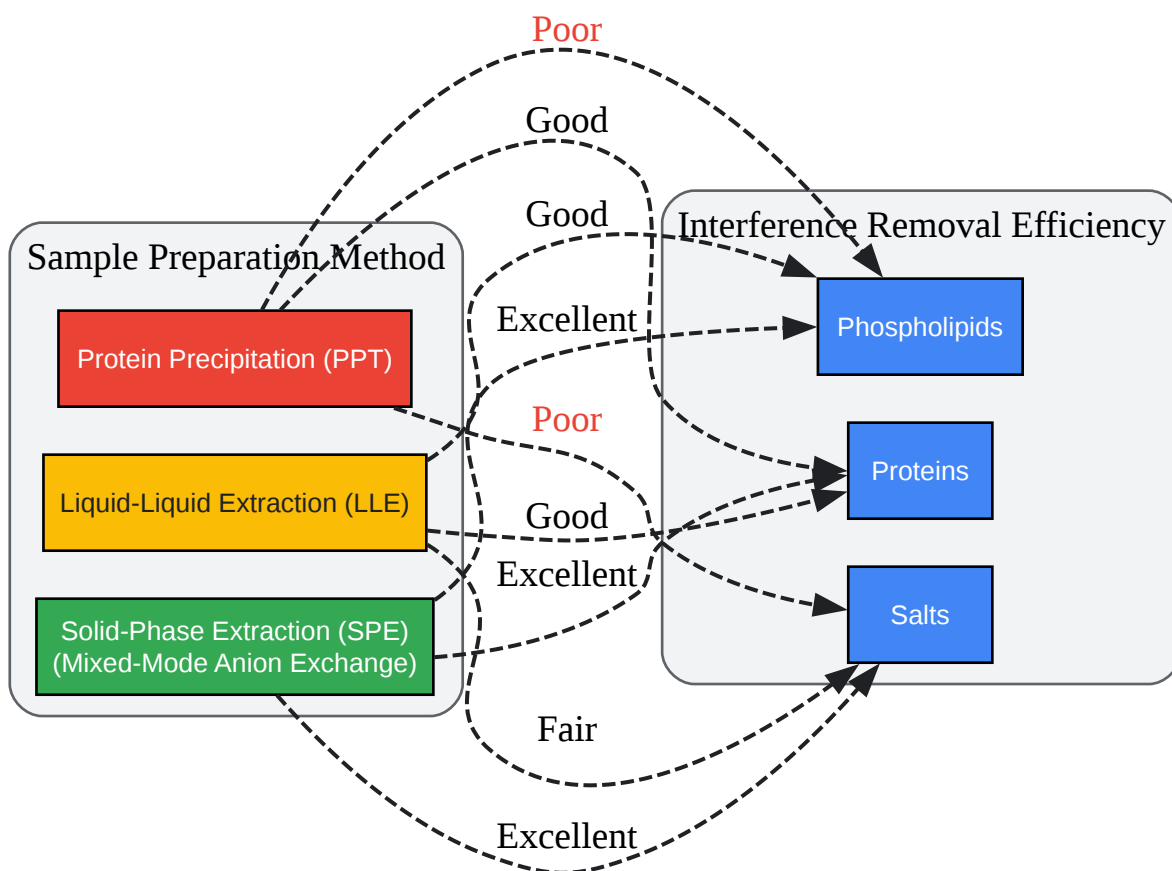 Poor
Good
Good
Interference Removal Efficiency
Sample Preparation Method
Excellent
Phospholipids
Protein Precipitation (PPT)
Poor
Proteins
Liquid-Liquid Extraction (LLE)
Good
Excellent
Salts
Solid-Phase Extraction (SPE)
(Mixed-Mode Anion Exchange)
Fair
Excellent